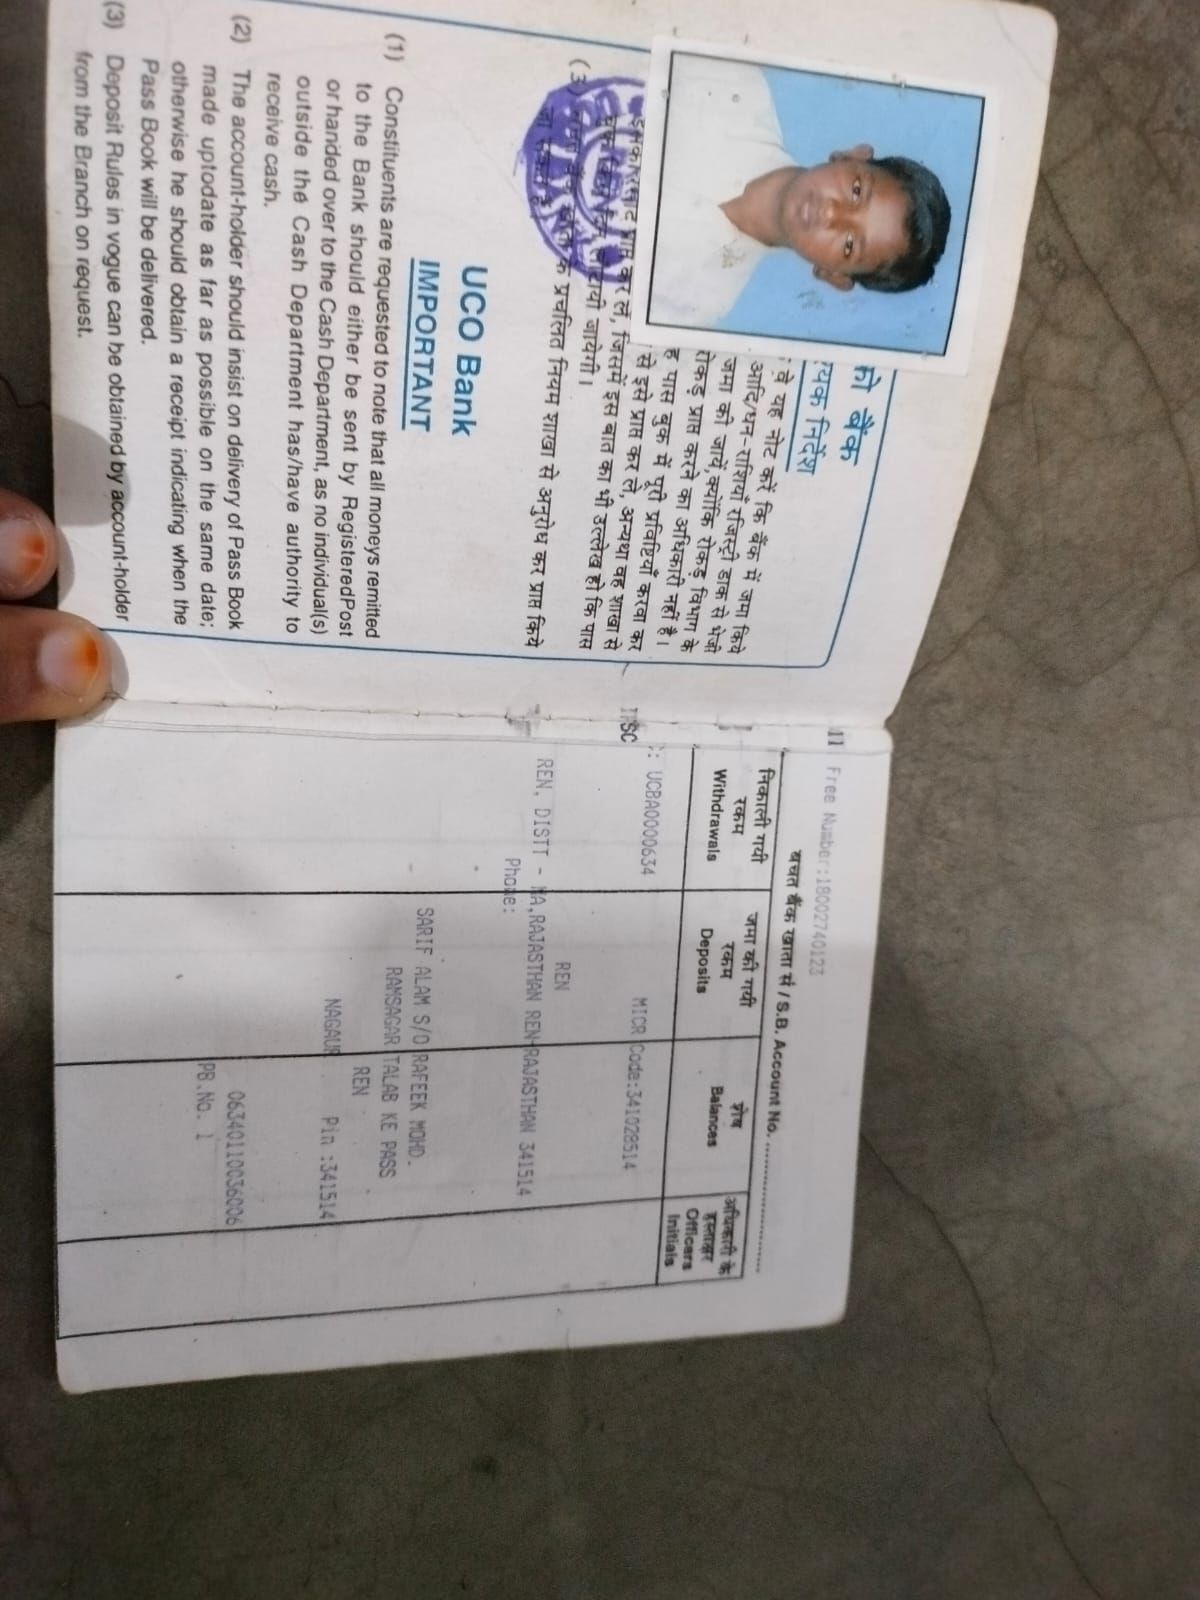 को बैंक
यक निर्देश
वे यह नोट करें कि बैंक में जमा किये
आदि/धन-राशियाँ रजिस्ट्री डाक से भेजी
जमा की जायें, क्योंकि रोकड़ विभाग के
रोकड़ प्राप्त करने का अधिकारी नहीं है।
ह पास बुक में पूरी प्रविष्टियाँ करवा कर
से इसे प्राप्त कर ले, अन्यथा वह शाखा से
प्राप्त कर ले, जिसमें इस बात का भी उल्लेख हो कि पास
लौटायी जायेगी।
(3) के प्रचलित नियम शाखा से अनुरोध कर प्राप्त किये
UCO Bank
IMPORTANT
(1) Constituents are requested to note that all moneys remitted
to the Bank should either be sent by RegisteredPost
or handed over to the Cash Department, as no individual(s)
outside the Cash Department has/have authority to
receive cash.
(2) The account-holder should insist on delivery of Pass Book
made uptodate as far as possible on the same date;
otherwise he should obtain a receipt indicating when the
Pass Book will be delivered.
(3) Deposit Rules in vogue can be obtained by account-holder
from the Branch on request.
ll Free Number:18002740123
बचत बैंक खाता सं / S.B. Account No. ........................
निकाली गयी रकम Withdrawals
जमा की गयी रकम Deposits
शेष Balances
अधिकारी के हस्ताक्षर Officers Initials
IFSC : UCBA0000634 MICR Code:341028514
REN
REN, DISTT - NA,RAJASTHAN REN-RAJASTHAN 341514
Phone:
SARIF ALAM S/O RAFEEK MOHD.
RAMSAGAR TALAB KE PASS
REN
NAGAUR Pin :341514
06340110036006
PB.No. 1